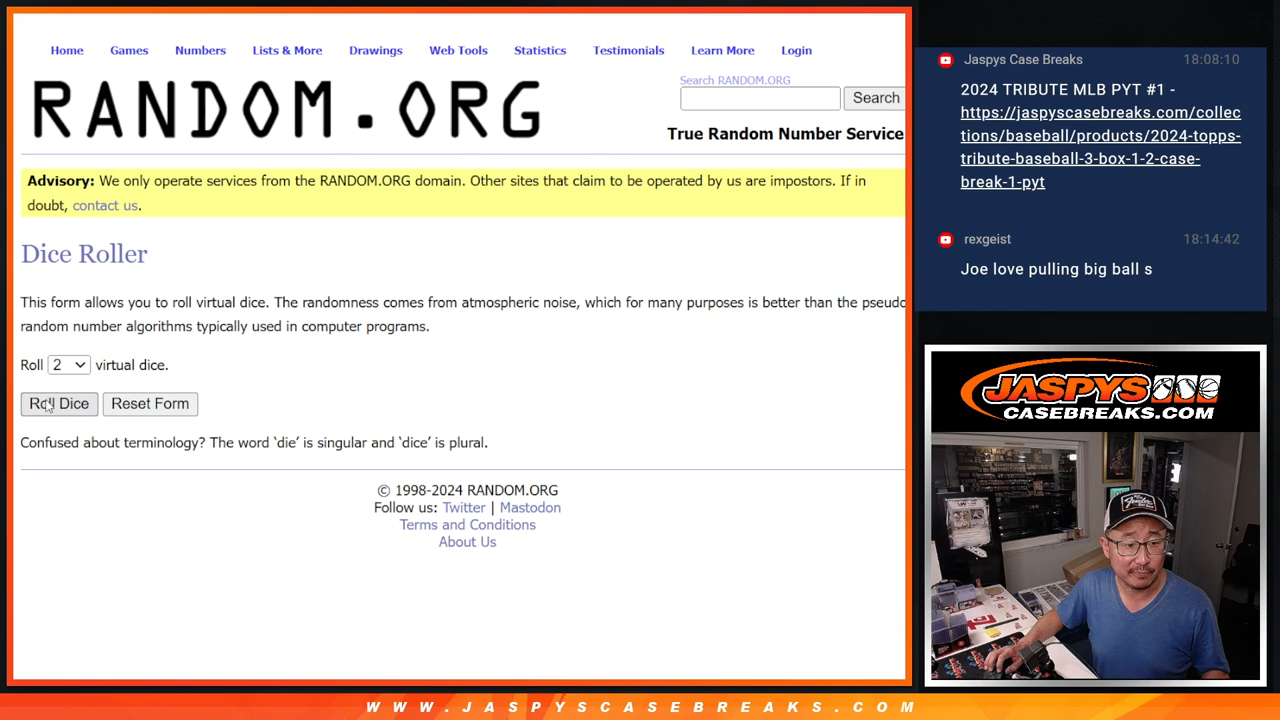 Home Games Numbers Lists & More Drawings Web Tools Statistics Testimonials Learn More Login
RANDOM.ORG
Search RANDOM.ORG
Search
True Random Number Service
Advisory: We only operate services from the RANDOM.ORG domain. Other sites that claim to be operated by us are impostors. If in
doubt, contact us.
Dice Roller
This form allows you to roll virtual dice. The randomness comes from atmospheric noise, which for many purposes is better than the pseudo
random number algorithms typically used in computer programs.
Roll 2 virtual dice.
Roll Dice Reset Form
Confused about terminology? The word ‘die’ is singular and ‘dice’ is plural.
© 1998-2024 RANDOM.ORG
Follow us: Twitter | Mastodon
Terms and Conditions
About Us
Jaspys Case Breaks 18:08:10
2024 TRIBUTE MLB PYT #1 -
https://jaspyscasebreaks.com/collec
tions/baseball/products/2024-topps-
tribute-baseball-3-box-1-2-case-
break-1-pyt
rexgeist 18:14:42
Joe love pulling big ball s
JASPYS
CASEBREAKS.COM
WWW.JASPYSCASEBREAKS.COM